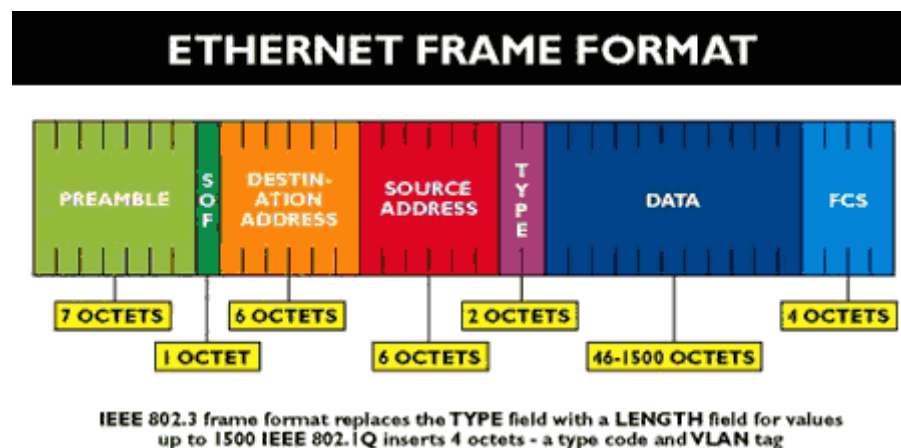 ETHERNET FRAME FORMAT
PREAMBLE
SOF
DESTIN-
ATION
ADDRESS
SOURCE
ADDRESS
TYPE
DATA
FCS
7 OCTETS
6 OCTETS
2 OCTETS
4 OCTETS
1 OCTET
6 OCTETS
46-1500 OCTETS
IEEE 802.3 frame format replaces the TYPE field with a LENGTH field for values
up to 1500 IEEE 802.1Q inserts 4 octets - a type code and VLAN tag